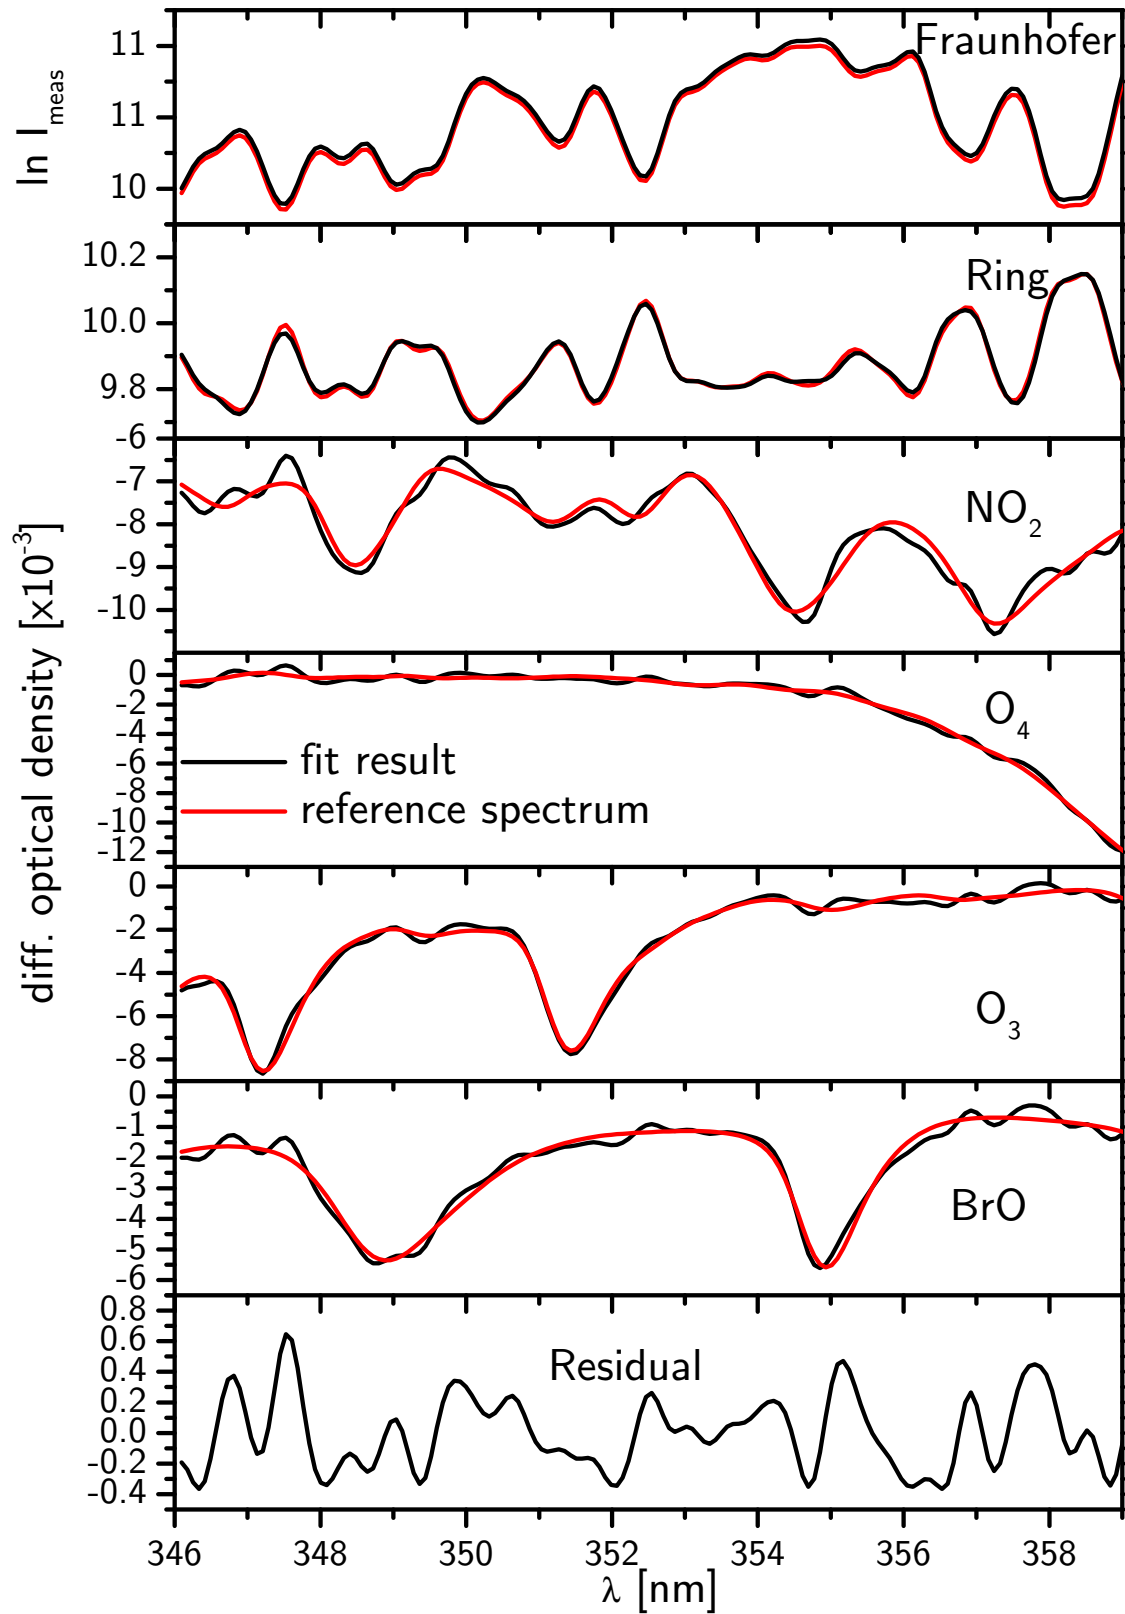 Fraunhofer
ln I_meas
11
11
10
Ring
10.2
10.0
9.8
NO₂
-6
-7
-8
-9
-10
O₄
0
-2
-4
-6
-8
-10
-12
fit result
reference spectrum
diff. optical density [x10⁻³]
O₃
0
-2
-4
-6
-8
BrO
0
-1
-2
-3
-4
-5
-6
Residual
0.8
0.6
0.4
0.2
0.0
-0.2
-0.4
346 348 350 352 354 356 358
λ [nm]